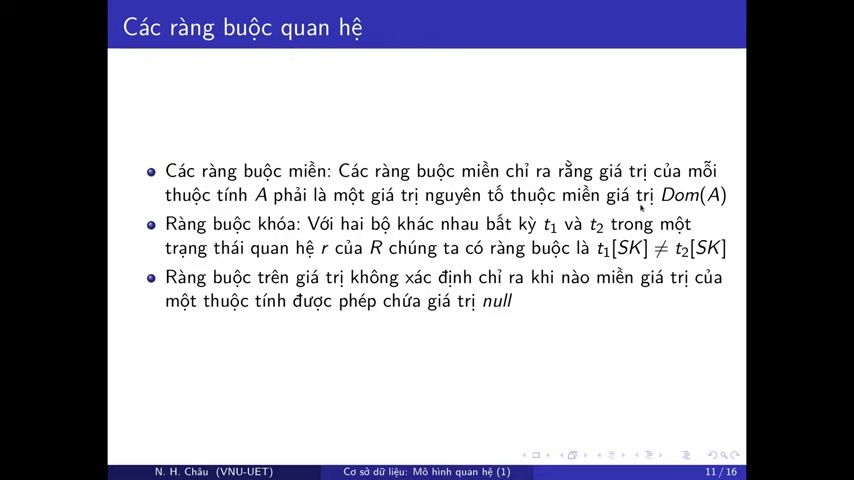 Các ràng buộc quan hệ
Các ràng buộc miền: Các ràng buộc miền chỉ ra rằng giá trị của mỗi
thuộc tính A phải là một giá trị nguyên tố thuộc miền giá trị Dom(A)
Ràng buộc khóa: Với hai bộ khác nhau bất kỳ t₁ và t₂ trong một
trạng thái quan hệ r của R chúng ta có ràng buộc là t₁[SK] ≠ t₂[SK]
Ràng buộc trên giá trị không xác định chỉ ra khi nào miền giá trị của
một thuộc tính được phép chứa giá trị null
N. H. Châu (VNU-UET) Cơ sở dữ liệu: Mô hình quan hệ (1) 11 / 16